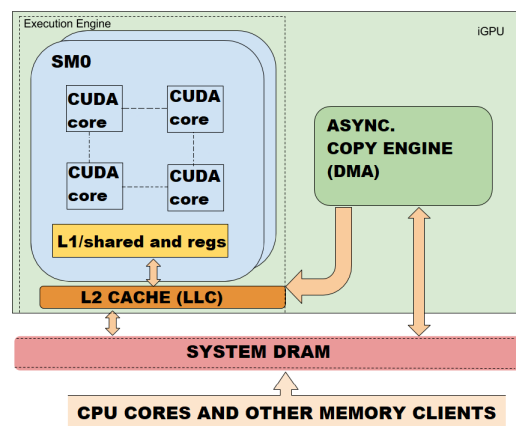 Execution Engine
iGPU
SM0
CUDA
core
CUDA
core
CUDA
core
CUDA
core
L1/shared and regs
L2 CACHE (LLC)
ASYNC.
COPY ENGINE
(DMA)
SYSTEM DRAM
CPU CORES AND OTHER MEMORY CLIENTS